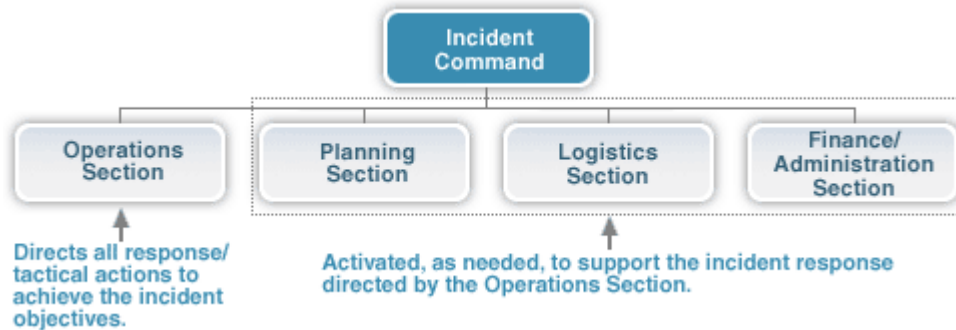 Incident
Command
Operations
Section
Planning
Section
Logistics
Section
Finance/
Administration
Section
Directs all response/
tactical actions to
achieve the incident
objectives.
Activated, as needed, to support the incident response
directed by the Operations Section.